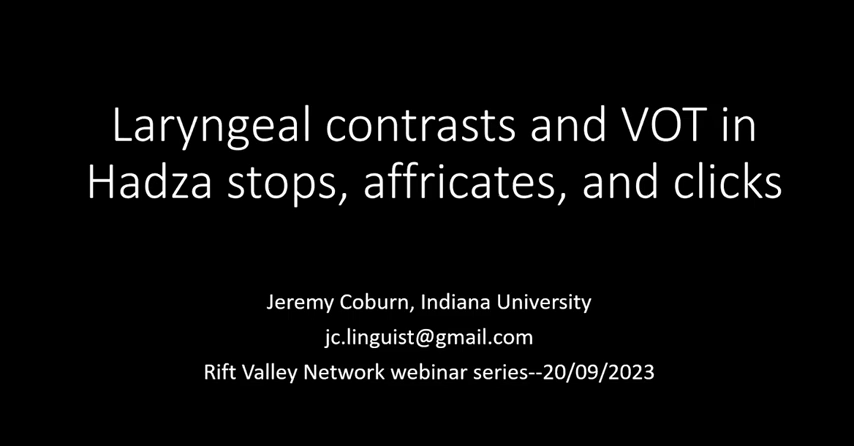 Laryngeal contrasts and VOT in
Hadza stops, affricates, and clicks
Jeremy Coburn, Indiana University
jc.linguist@gmail.com
Rift Valley Network webinar series--20/09/2023